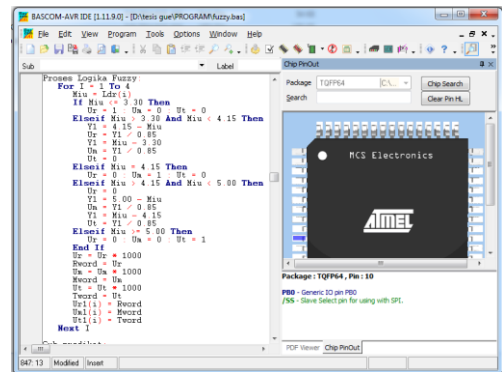 BASCOM-AVR IDE [1.11.9.0] - [D:\tesis gue\PROGRAM\fuzzy.bas]
File Edit View Program Tools Options Window Help
Sub Label
Proses Logika Fuzzy:
For I = 1 To 4
Miu = Ldr(i)
If Miu <= 3.30 Then
Ur = 1 : Um = 0 : Ut = 0
Elseif Miu > 3.30 And Miu < 4.15 Then
Y1 = 4.15 - Miu
Ur = Y1 / 0.85
Y1 = Miu - 3.30
Um = Y1 / 0.85
Ut = 0
Elseif Miu = 4.15 Then
Ur = 0 : Um = 1 : Ut = 0
Elseif Miu > 4.15 And Miu < 5.00 Then
Ur = 0
Y1 = 5.00 - Miu
Um = Y1 / 0.85
Y1 = Miu - 4.15
Ut = Y1 / 0.85
Elseif Miu >= 5.00 Then
Ur = 0 : Um = 0 : Ut = 1
End If
Ur = Ur * 1000
Rword = Ur
Um = Um * 1000
Mword = Um
Ut = Ut * 1000
Tword = Ut
Ur1(i) = Rword
Um1(i) = Mword
Ut1(i) = Tword
Next I
847: 13 Modified Insert
Chip PinOut
Package TQFP64 C:\... Chip Search
Search Clear Pin HL
MCS Electronics
ATMEL
Package : TQFP64 , Pin : 10
PB0 - Generic IO pin PB0
/SS - Slave Select pin for using with SPI.
PDF Viewer Chip PinOut